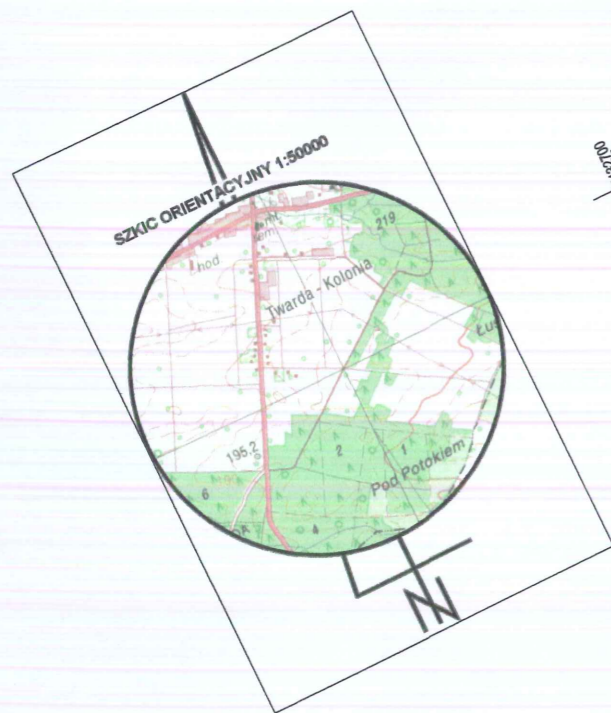 SZKIC ORIENTACYJNY 1:50000
219
hod
Twarda - Kolonia
195.2
2
1
6
Pod Potokiem
4
N